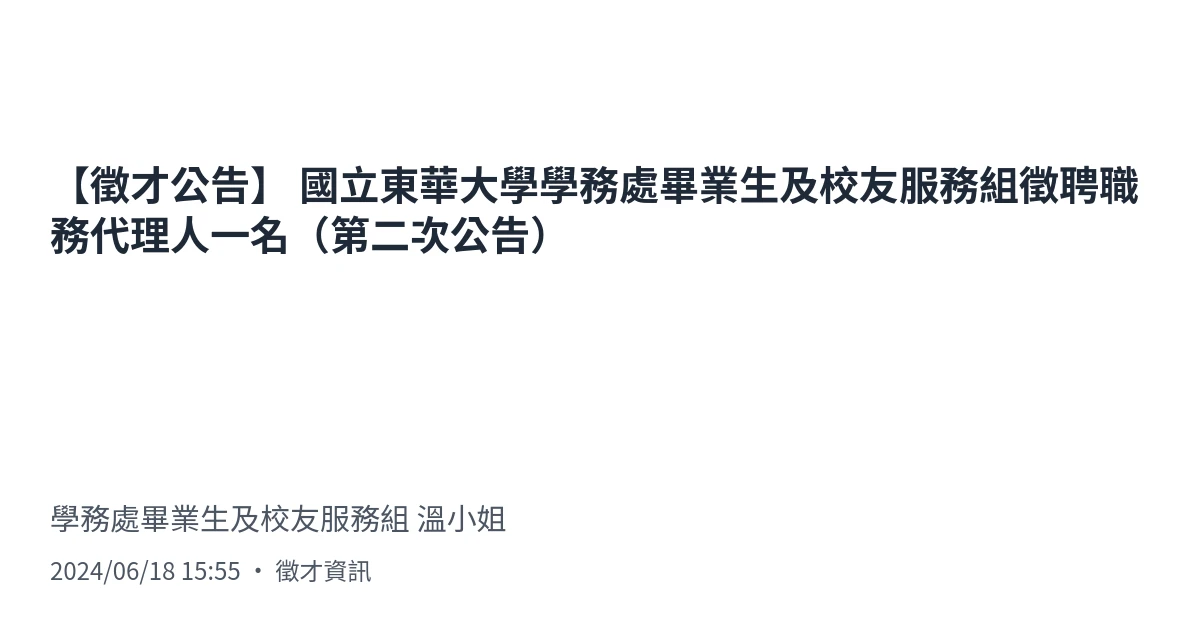 【徵才公告】 國立東華大學學務處畢業生及校友服務組徵聘職
務代理人一名（第二次公告）
學務處畢業生及校友服務組 溫小姐
2024/06/18 15:55 • 徵才資訊